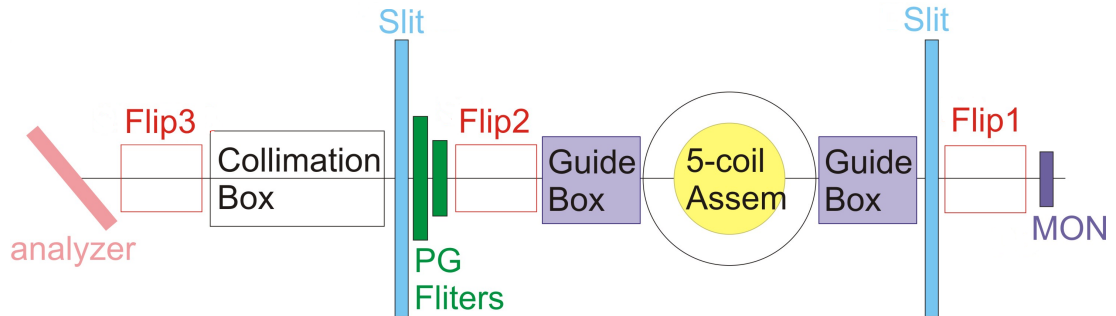 Slit
Slit
Flip3
Flip2
Flip1
Collimation
Box
Guide
Box
5-coil
Assem
Guide
Box
analyzer
PG
Fliters
MON